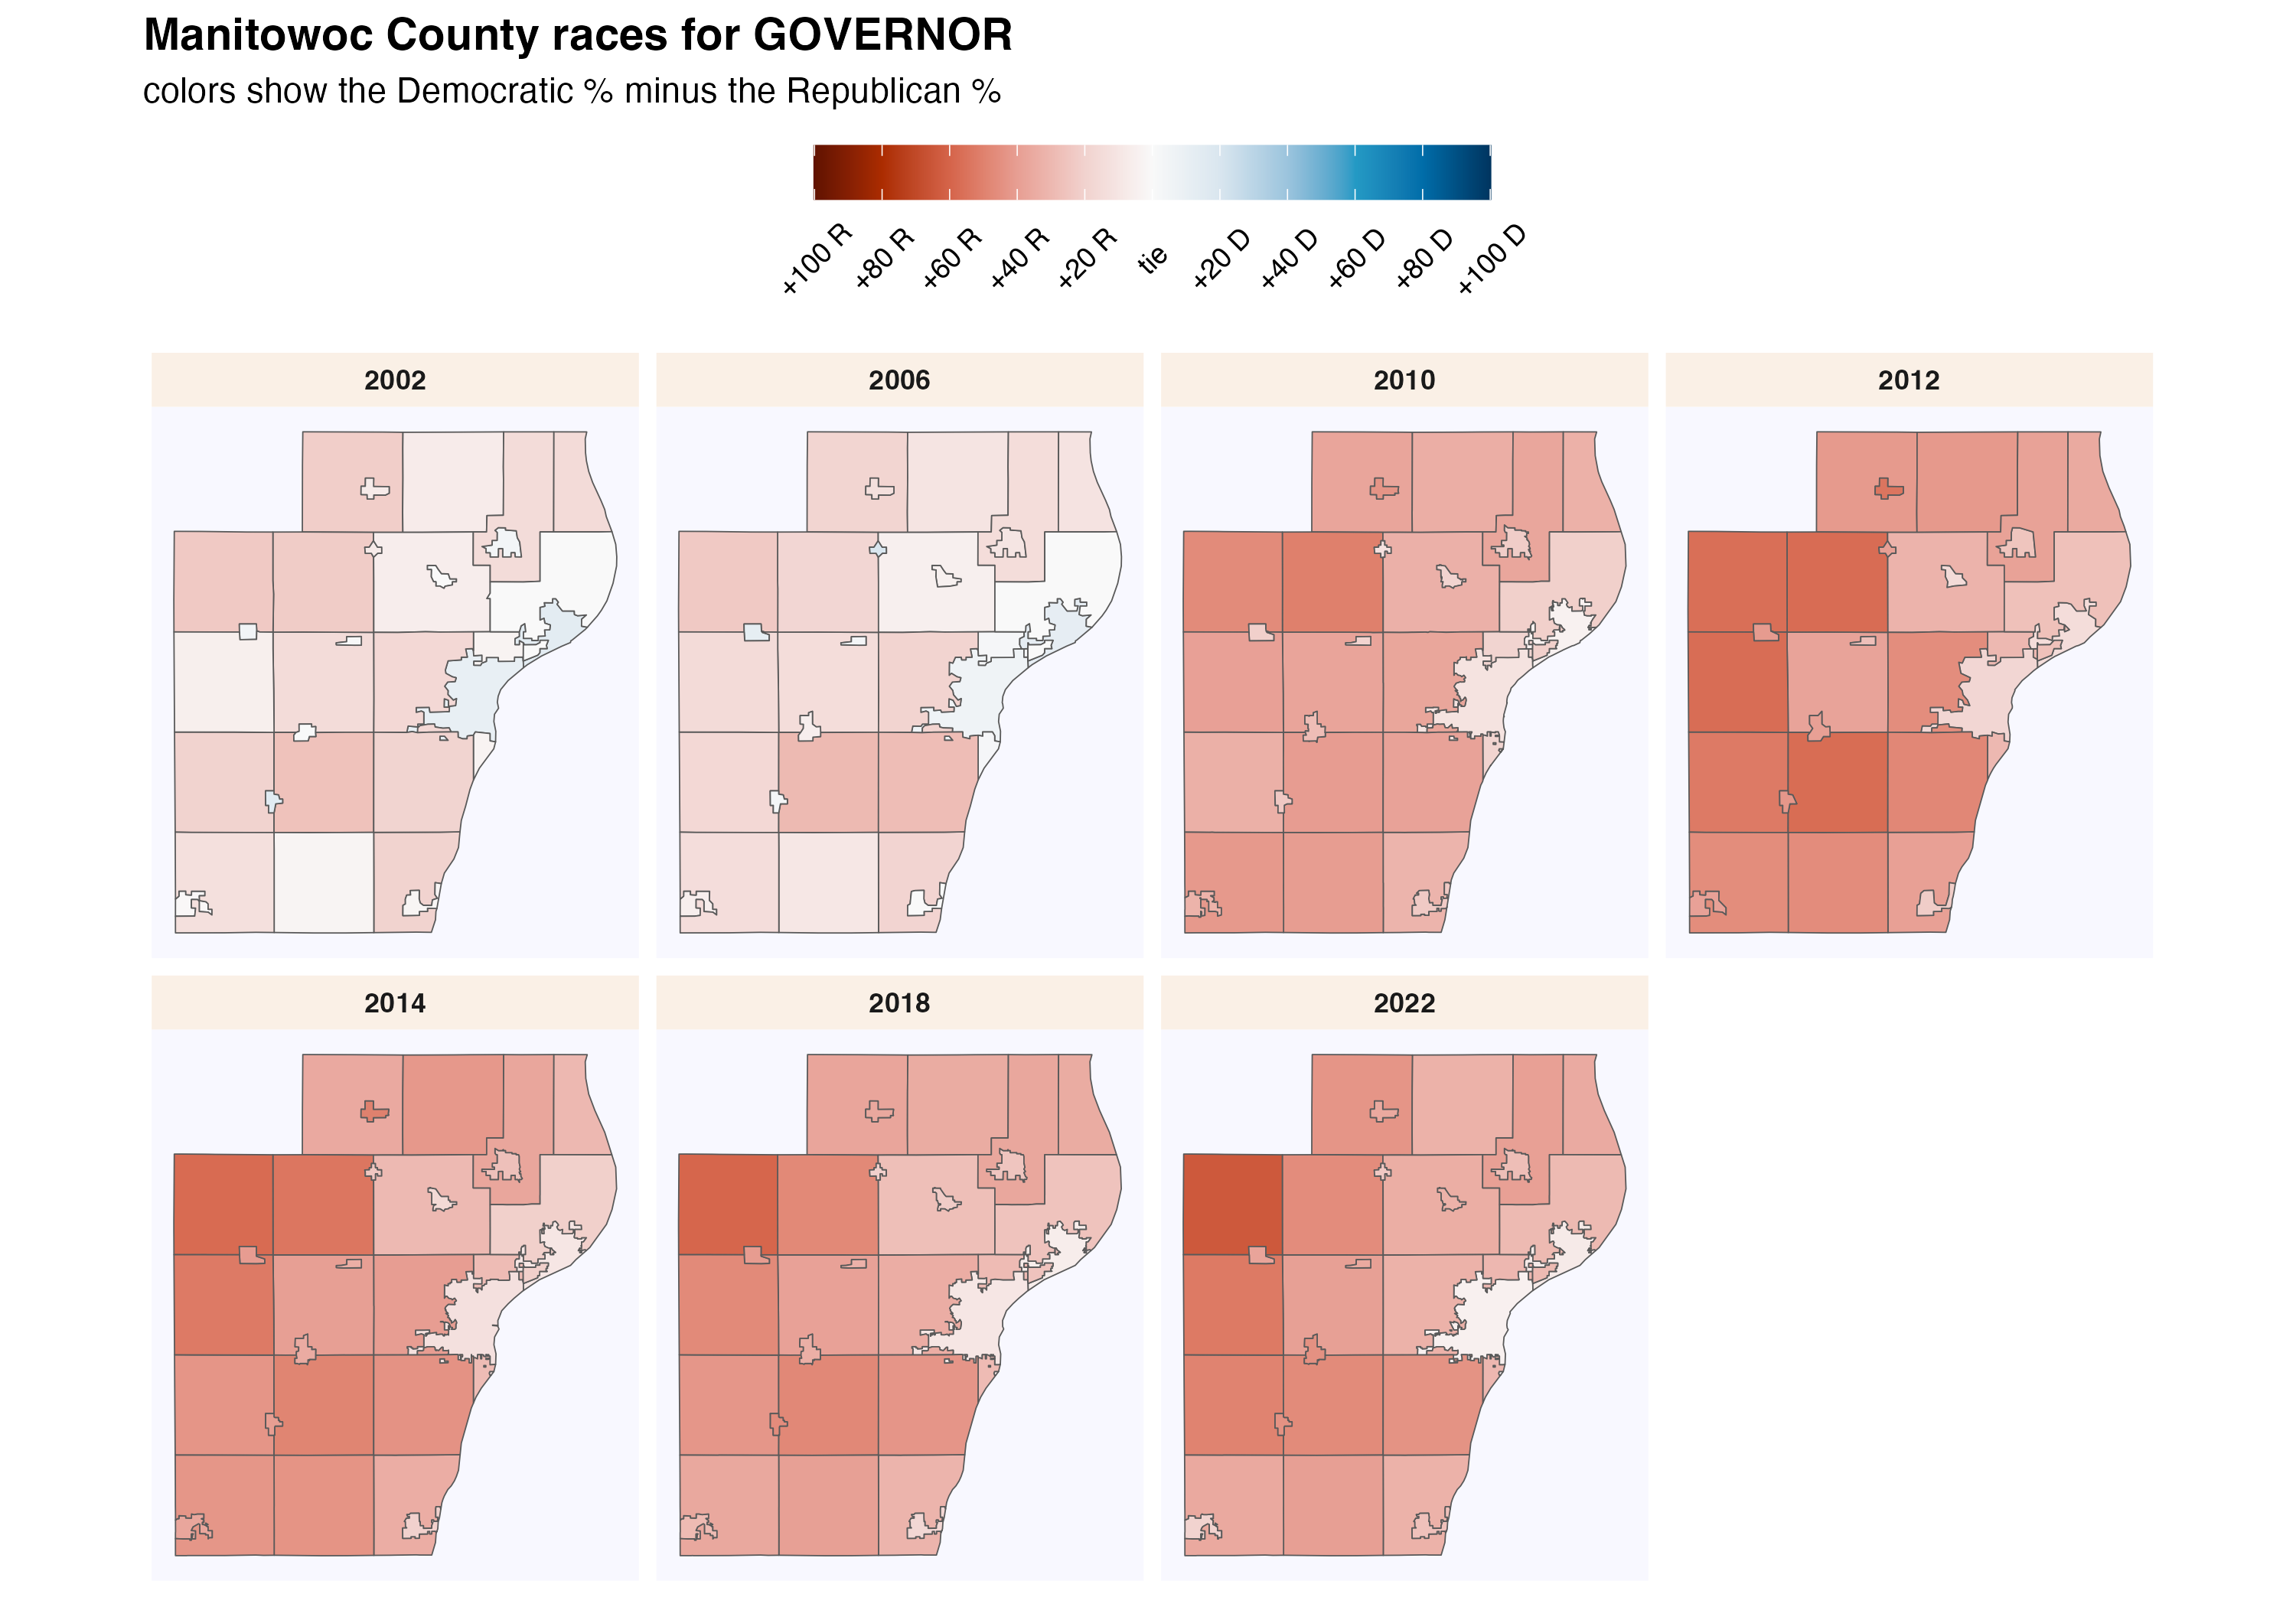 Manitowoc County races for GOVERNOR
colors show the Democratic % minus the Republican %
+100 R
+80 R
+60 R
+40 R
+20 R
tie
+20 D
+40 D
+60 D
+80 D
+100 D
2002
2006
2010
2012
2014
2018
2022